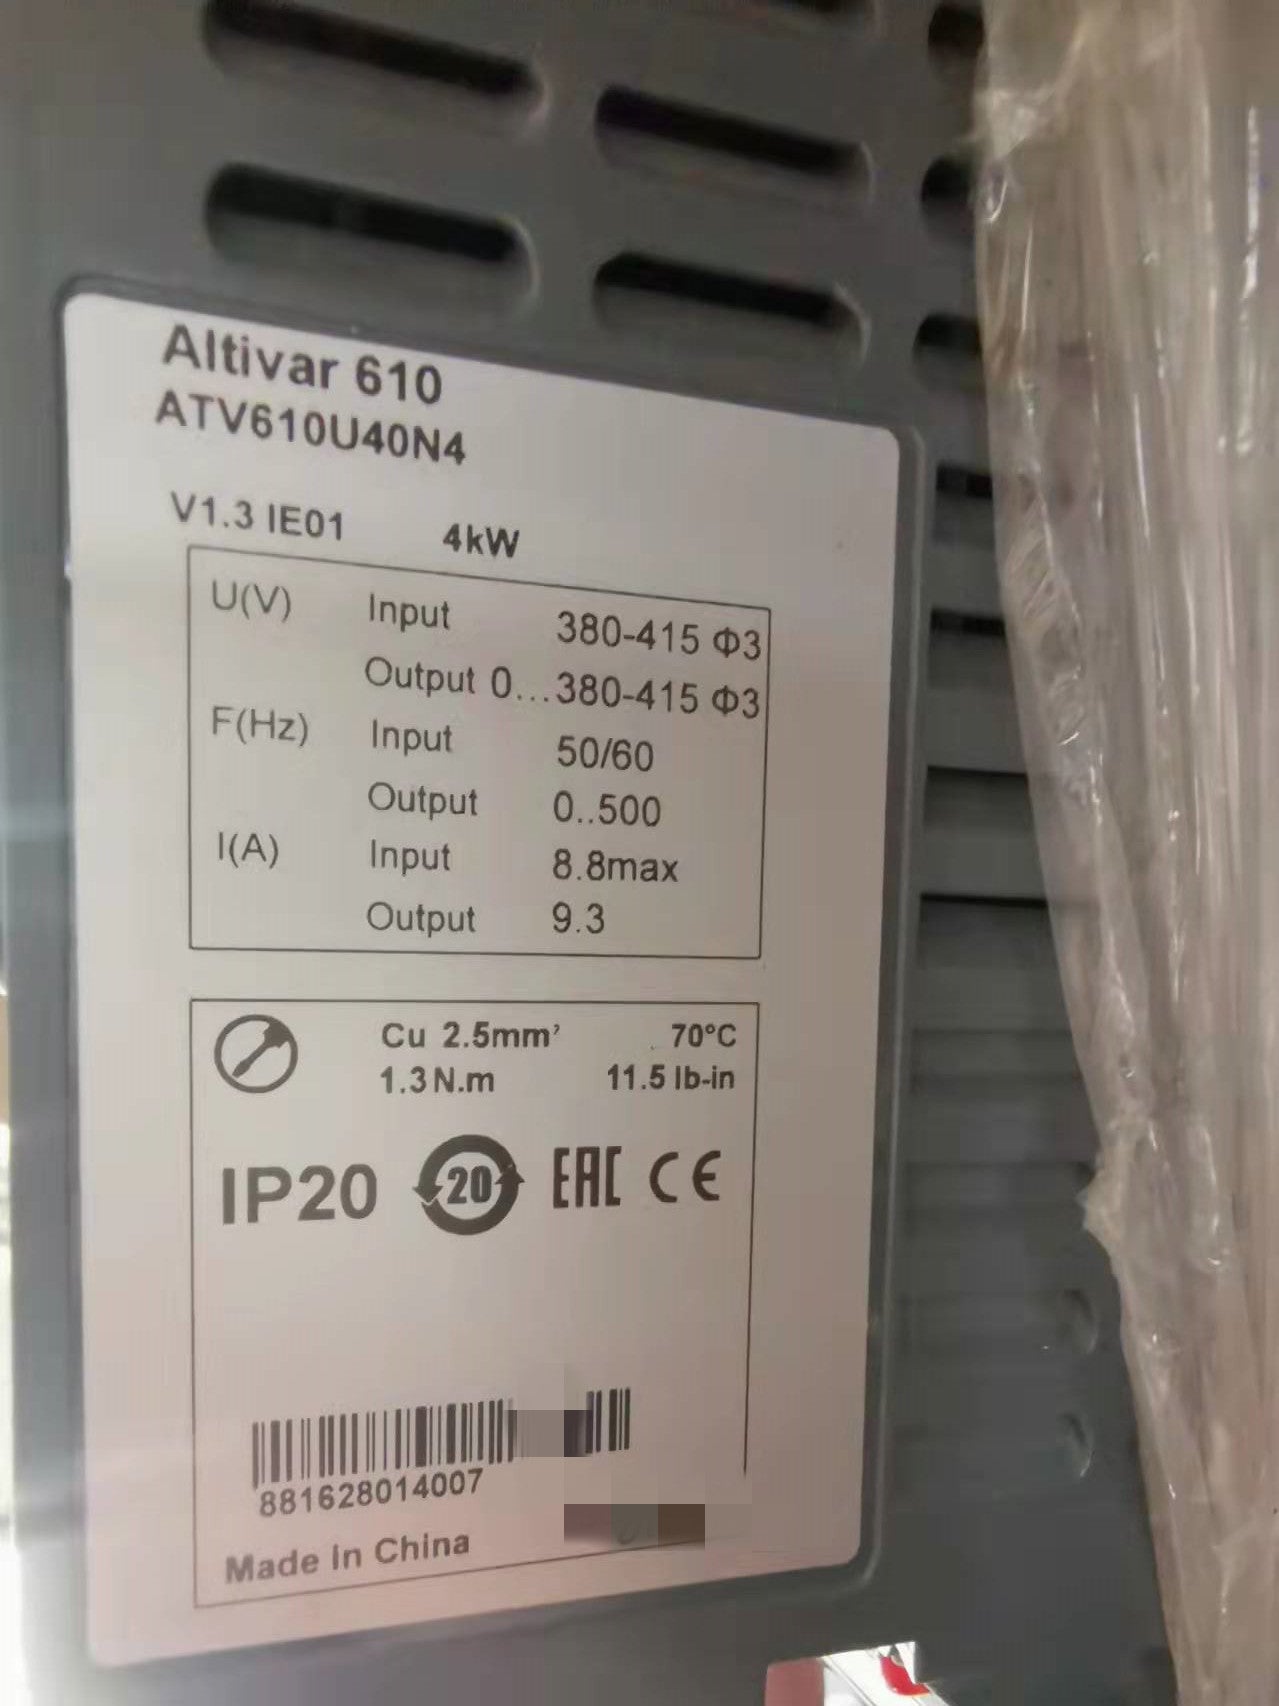 Altivar 610
ATV610U40N4
V1.3 IE01 4kW
U(V) Input 380-415 Φ3
Output 0...380-415 Φ3
F(Hz) Input 50/60
Output 0..500
I(A) Input 8.8max
Output 9.3
Cu 2.5mm² 70°C
1.3 N.m 11.5 lb-in
IP20 20 EAC CE
881628014007
Made in China